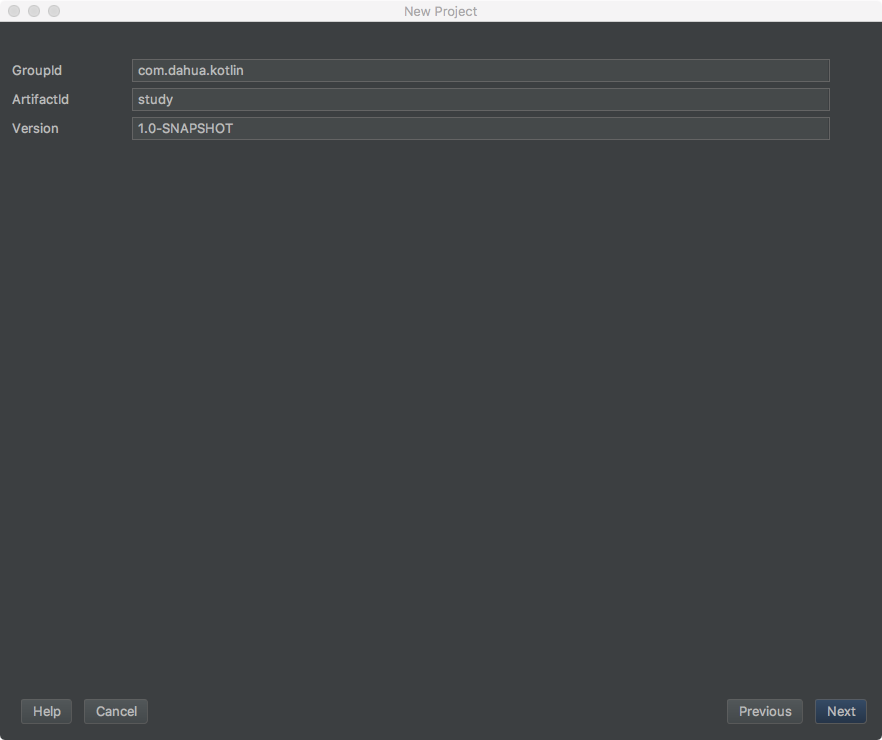 New Project
GroupId com.dahua.kotlin
ArtifactId study
Version 1.0-SNAPSHOT
Help Cancel Previous Next